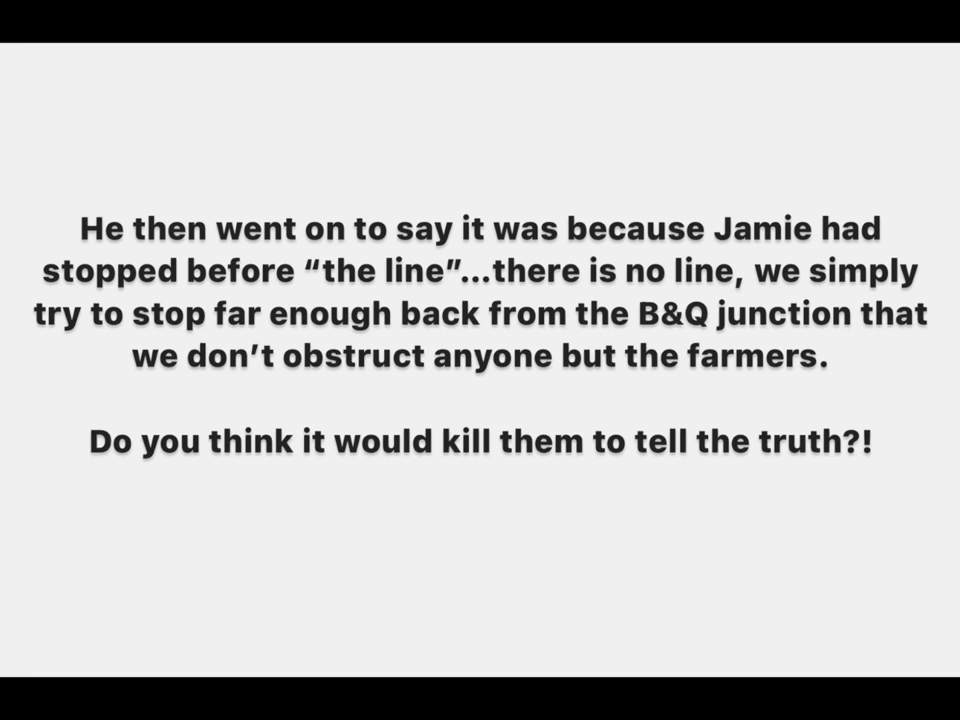 He then went on to say it was because Jamie had
stopped before “the line”...there is no line, we simply
try to stop far enough back from the B&Q junction that
we don’t obstruct anyone but the farmers.
Do you think it would kill them to tell the truth?!